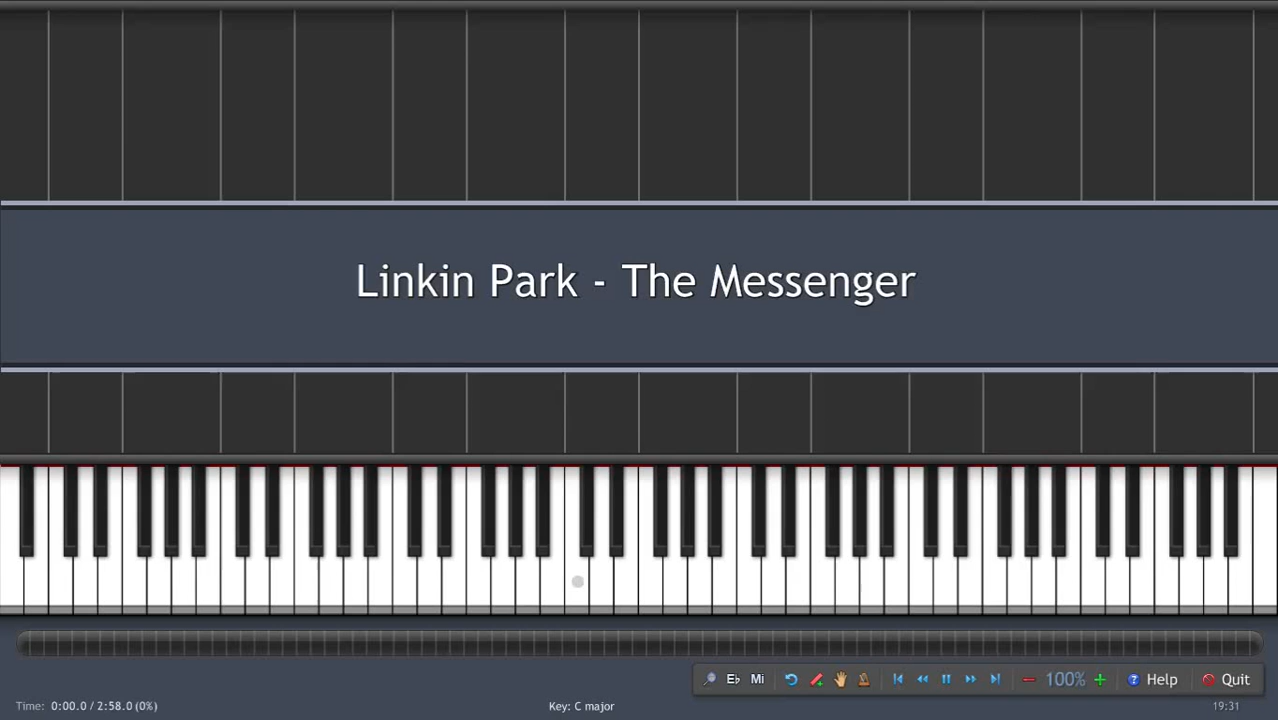 Linkin Park - The Messenger
E♭ Mi 100% Help Quit
Time: 0:00.0 / 2:58.0 (0%) Key: C major 19:31